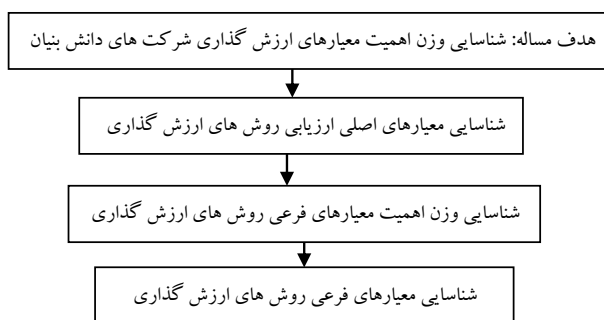 هدف مساله: شناسایی وزن اهمیت معیارهای ارزش گذاری شرکت های دانش بنیان
شناسایی معیارهای اصلی ارزیابی روش های ارزش گذاری
شناسایی وزن اهمیت معیارهای فرعی روش های ارزش گذاری
شناسایی معیارهای فرعی روش های ارزش گذاری